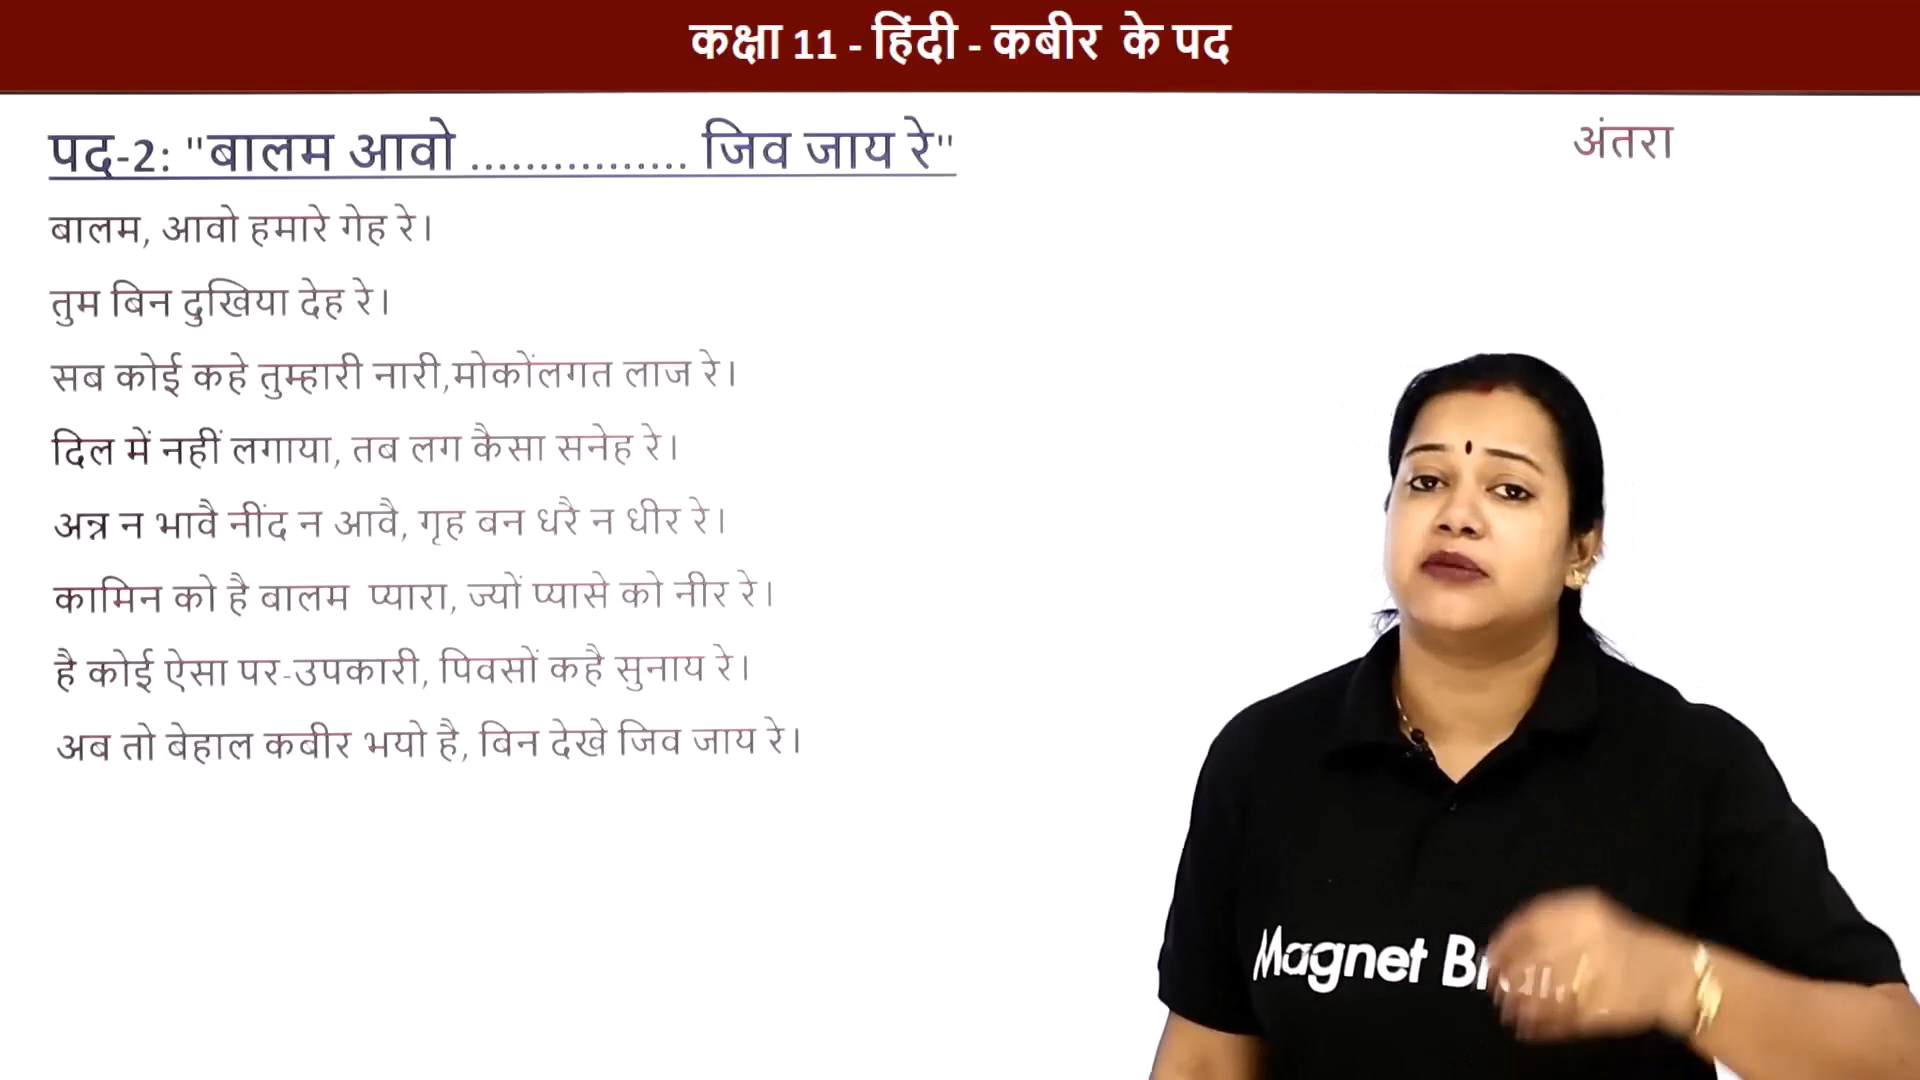 कक्षा 11 - हिंदी - कबीर के पद
पद-2: "बालम आवो ................ जिव जाय रे"
अंतरा
बालम, आवो हमारे गेह रे।
तुम बिन दुखिया देह रे।
सब कोई कहे तुम्हारी नारी,मोकोंलगत लाज रे।
दिल में नहीं लगाया, तब लग कैसा सनेह रे।
अन्न न भावै नींद न आवै, गृह बन धरै न धीर रे।
कामिन को है बालम प्यारा, ज्यों प्यासे को नीर रे।
है कोई ऐसा पर-उपकारी, पिवसों कहै सुनाय रे।
अब तो बेहाल कबीर भयो है, बिन देखे जिव जाय रे।
Magnet